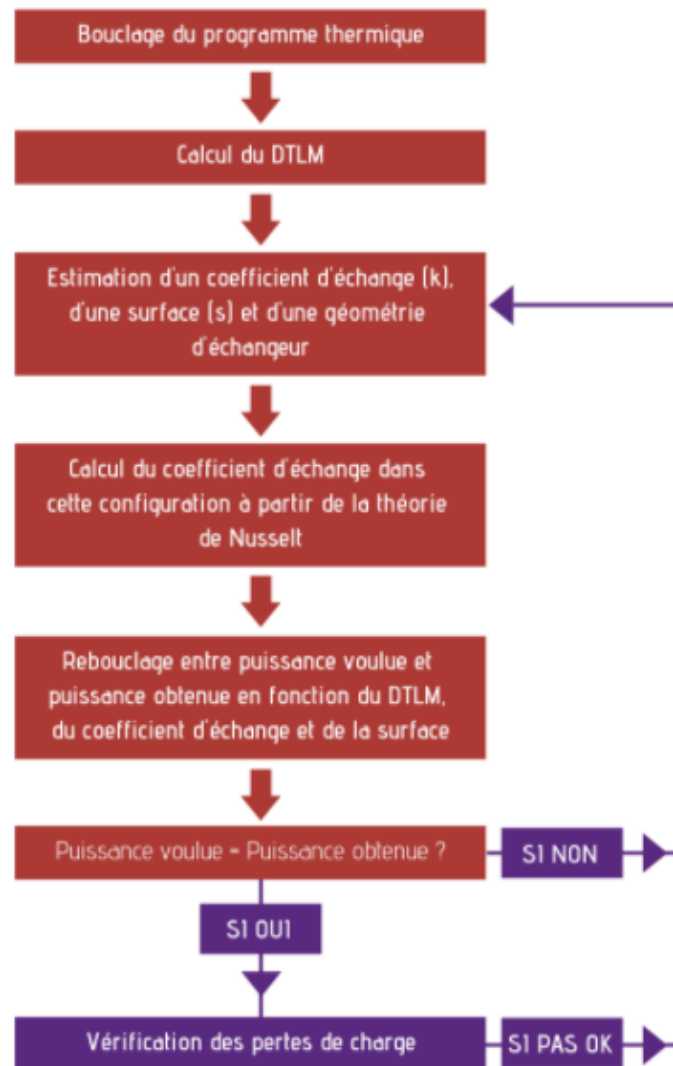 Bouclage du programme thermique
Calcul du DTLM
Estimation d'un coefficient d'échange (k),
d'une surface (s) et d'une géométrie
d'échangeur
Calcul du coefficient d'échange dans
cette configuration à partir de la théorie
de Nusselt
Rebouclage entre puissance voulue et
puissance obtenue en fonction du DTLM,
du coefficient d'échange et de la surface
Puissance voulue = Puissance obtenue ?
SI NON
SI OUI
Vérification des pertes de charge
SI PAS OK